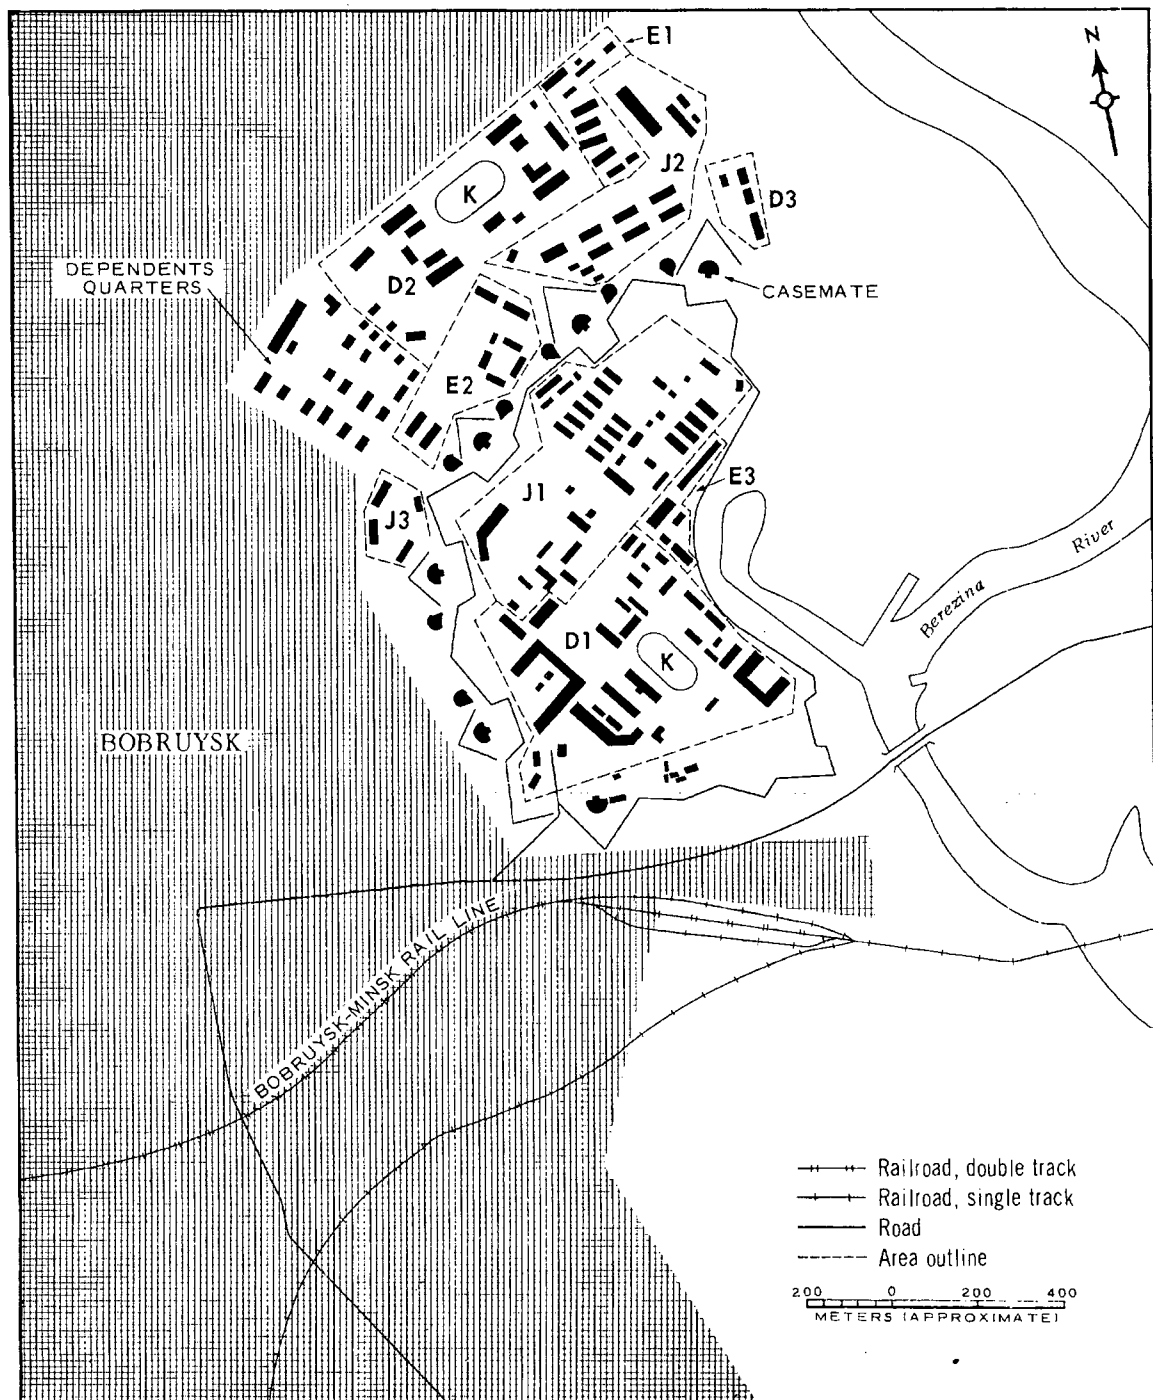 N
E1
J2
K
D3
DEPENDENTS
QUARTERS
D2
CASEMATE
E2
E3
J1
J3
Berezina River
D1
K
BOBRUYSK
BOBRUYSK-MINSK RAIL LINE
Railroad, double track
Railroad, single track
Road
Area outline
200 0 200 400
METERS (APPROXIMATE)